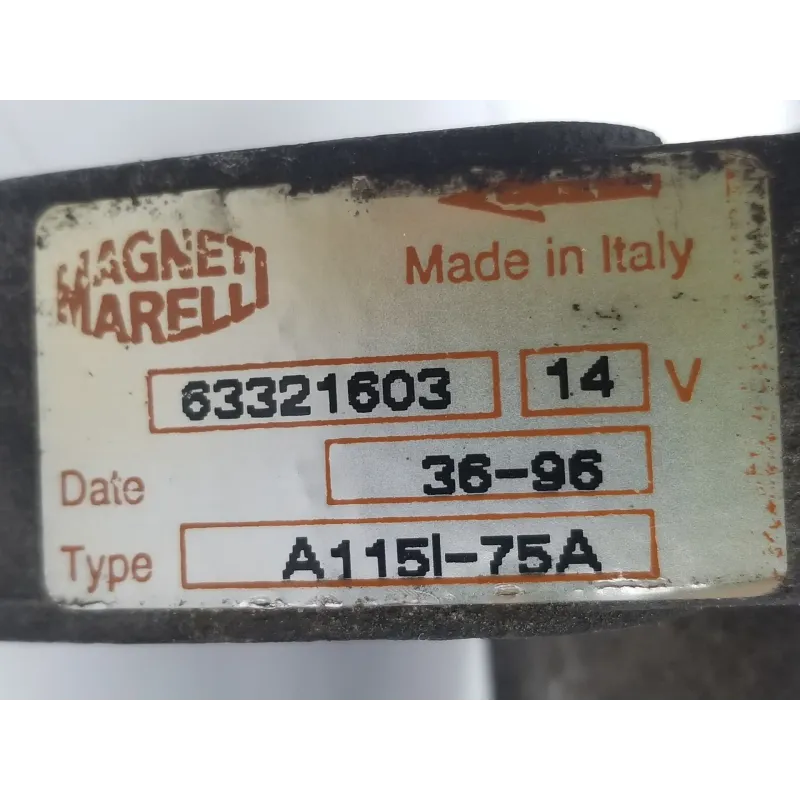 MAGNETI
MARELLI
Made in Italy
63321603 14 V
Date 36-96
Type A115I-75A